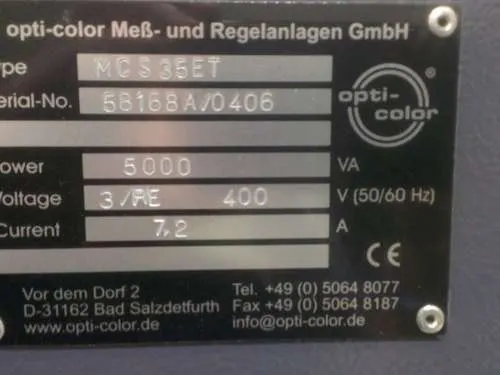 opti-color Meß- und Regelanlagen GmbH
ype MCS35ET
erial-No. 58168A/0406
opti-
color
®
ower 5000 VA
Voltage 3/PE 400 V (50/60 Hz)
Current 7,2 A
CE
Vor dem Dorf 2 Tel. +49 (0) 5064 8077
D-31162 Bad Salzdetfurth Fax +49 (0) 5064 8187
www.opti-color.de info@opti-color.de